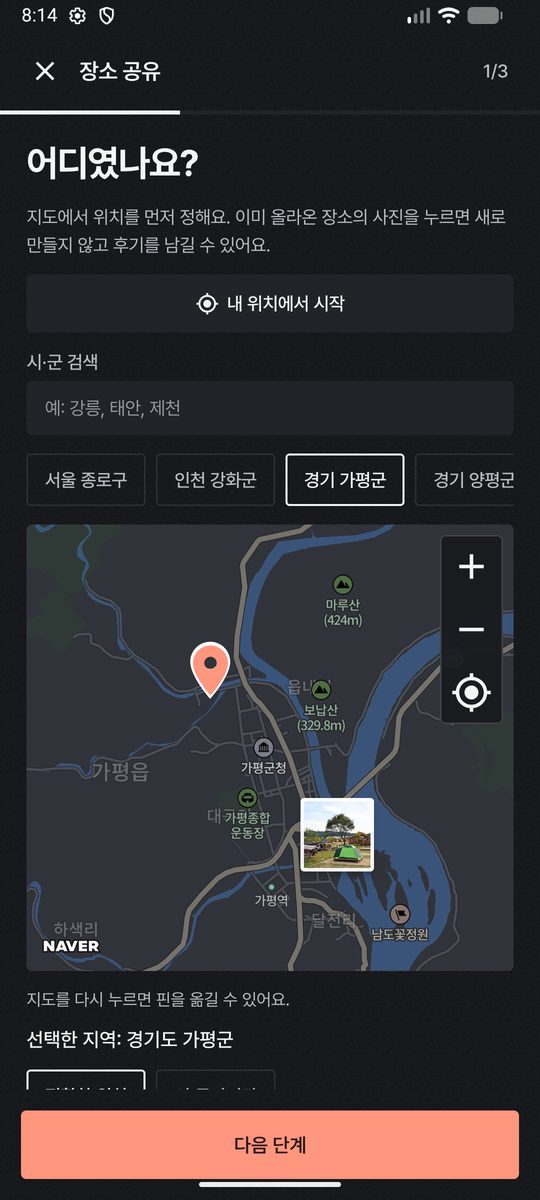 8:14
장소 공유
1/3
어디였나요?
지도에서 위치를 먼저 정해요. 이미 올라온 장소의 사진을 누르면 새로
만들지 않고 후기를 남길 수 있어요.
내 위치에서 시작
시·군 검색
예: 강릉, 태안, 제천
서울 종로구
인천 강화군
경기 가평군
경기 양평군
마루산
(424m)
읍내
보납산
(329.8m)
가평군청
가평읍
가평종합
운동장
가평역
달전리
남도꽃정원
하색리
NAVER
지도를 다시 누르면 핀을 옮길 수 있어요.
선택한 지역: 경기도 가평군
다음 단계